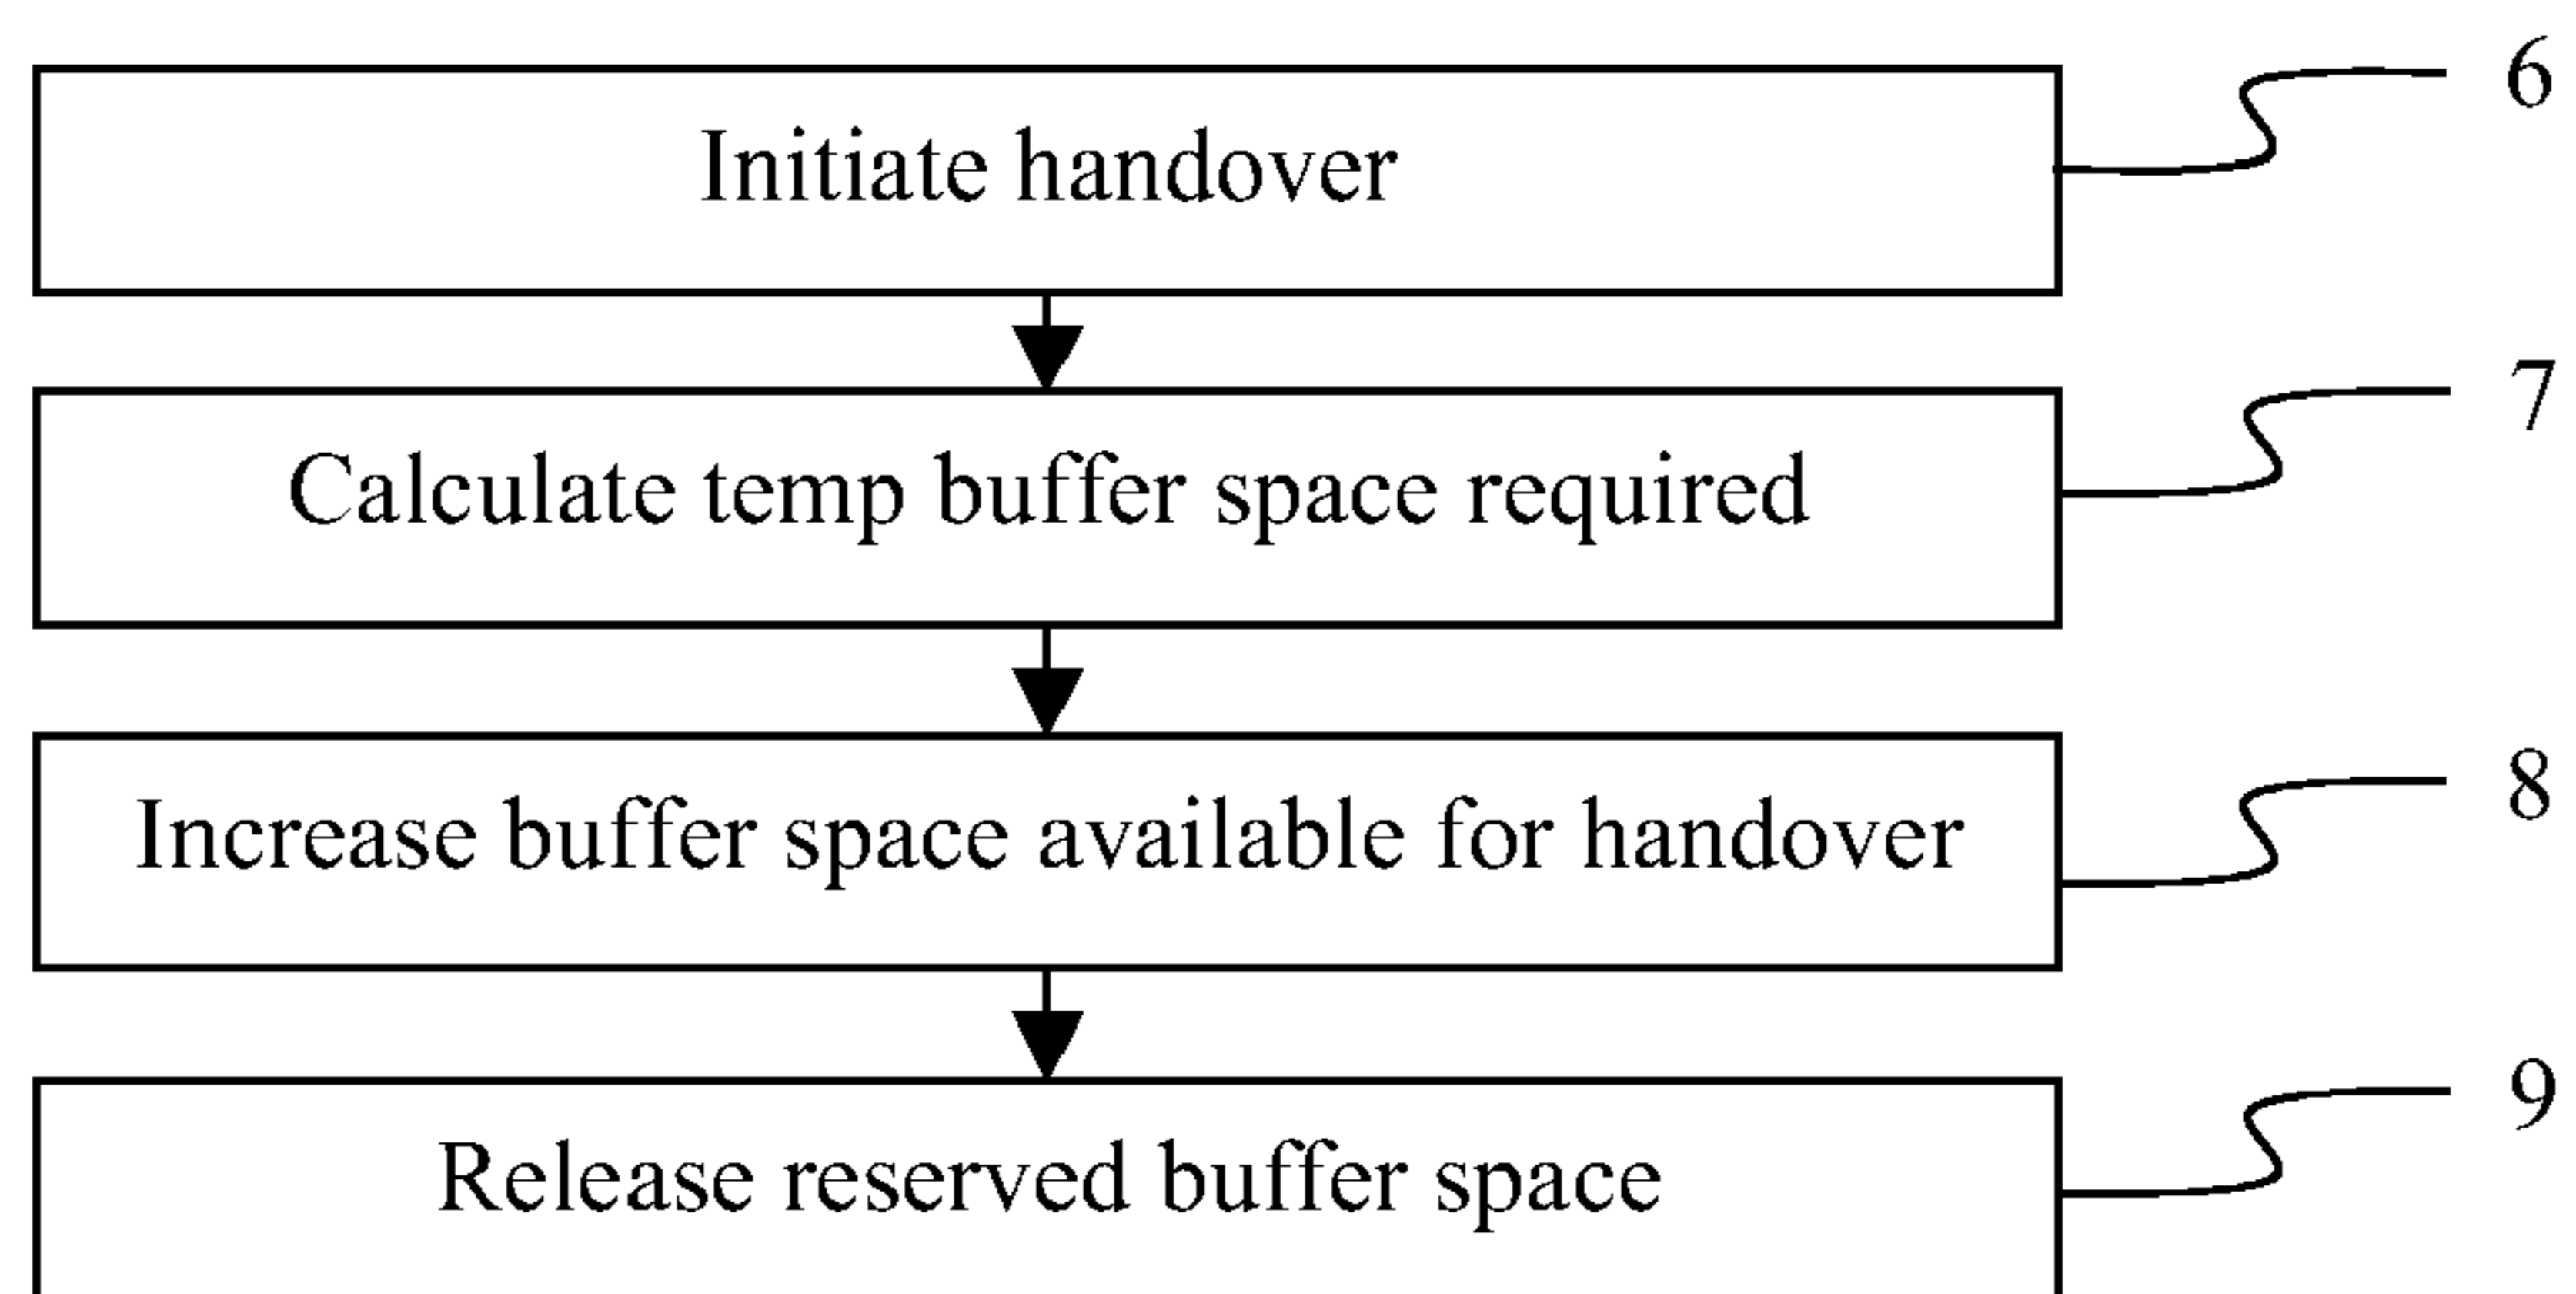 Initiate handover 6
Calculate temp buffer space required 7
Increase buffer space available for handover 8
Release reserved buffer space 9